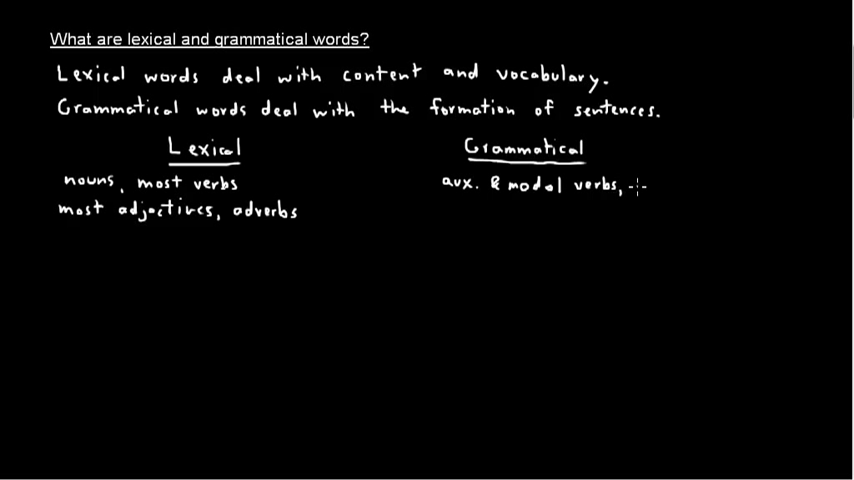 What are lexical and grammatical words?
Lexical words deal with content and vocabulary.
Grammatical words deal with the formation of sentences.
Lexical Grammatical
nouns, most verbs aux. & modal verbs,
most adjectives, adverbs